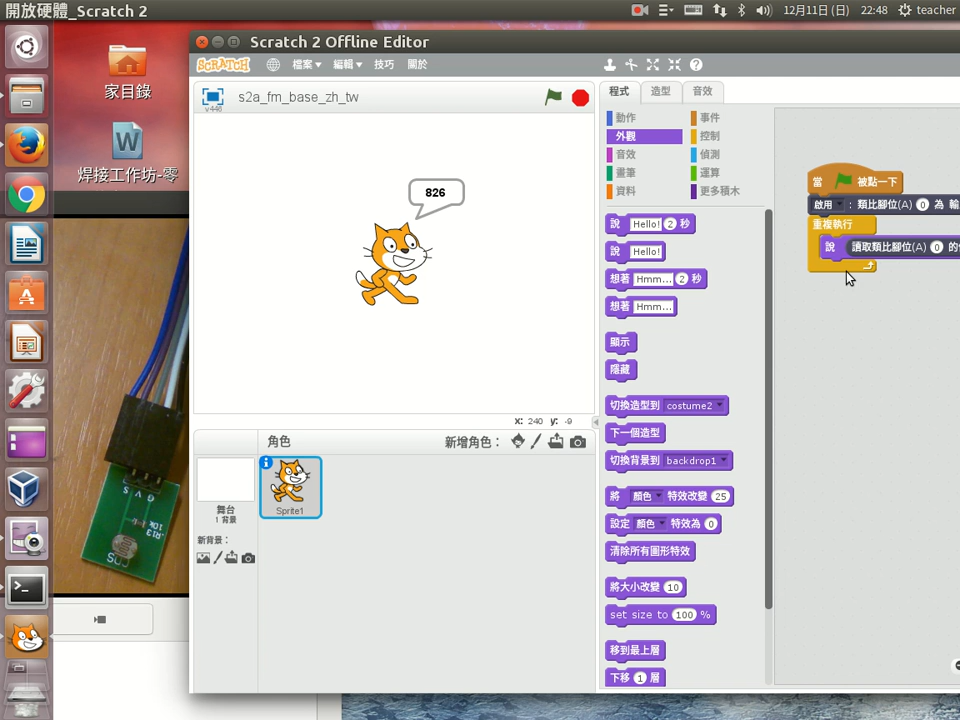 開放硬體_Scratch 2
12月11日 (日) 22:48 teacher
家目錄
焊接工作坊-零
Scratch 2 Offline Editor
SCRATCH 檔案 編輯 技巧 關於
v446
s2a_fm_base_zh_tw
826
x: 240 y: -9
角色 新增角色：
舞台
1 背景
新背景：
Sprite1
程式 造型 音效
動作 事件
外觀 控制
音效 偵測
畫筆 運算
資料 更多積木
說 Hello! 2 秒
說 Hello!
想著 Hmm... 2 秒
想著 Hmm...
顯示
隱藏
切換造型到 costume2
下一個造型
切換背景到 backdrop1
將 顏色 特效改變 25
設定 顏色 特效為 0
清除所有圖形特效
將大小改變 10
set size to 100 %
移到最上層
下移 1 層
當 被點一下
啟用 : 類比腳位(A) 0 為 輸
重複執行
說 讀取類比腳位(A) 0 的
G V S
R13
10k